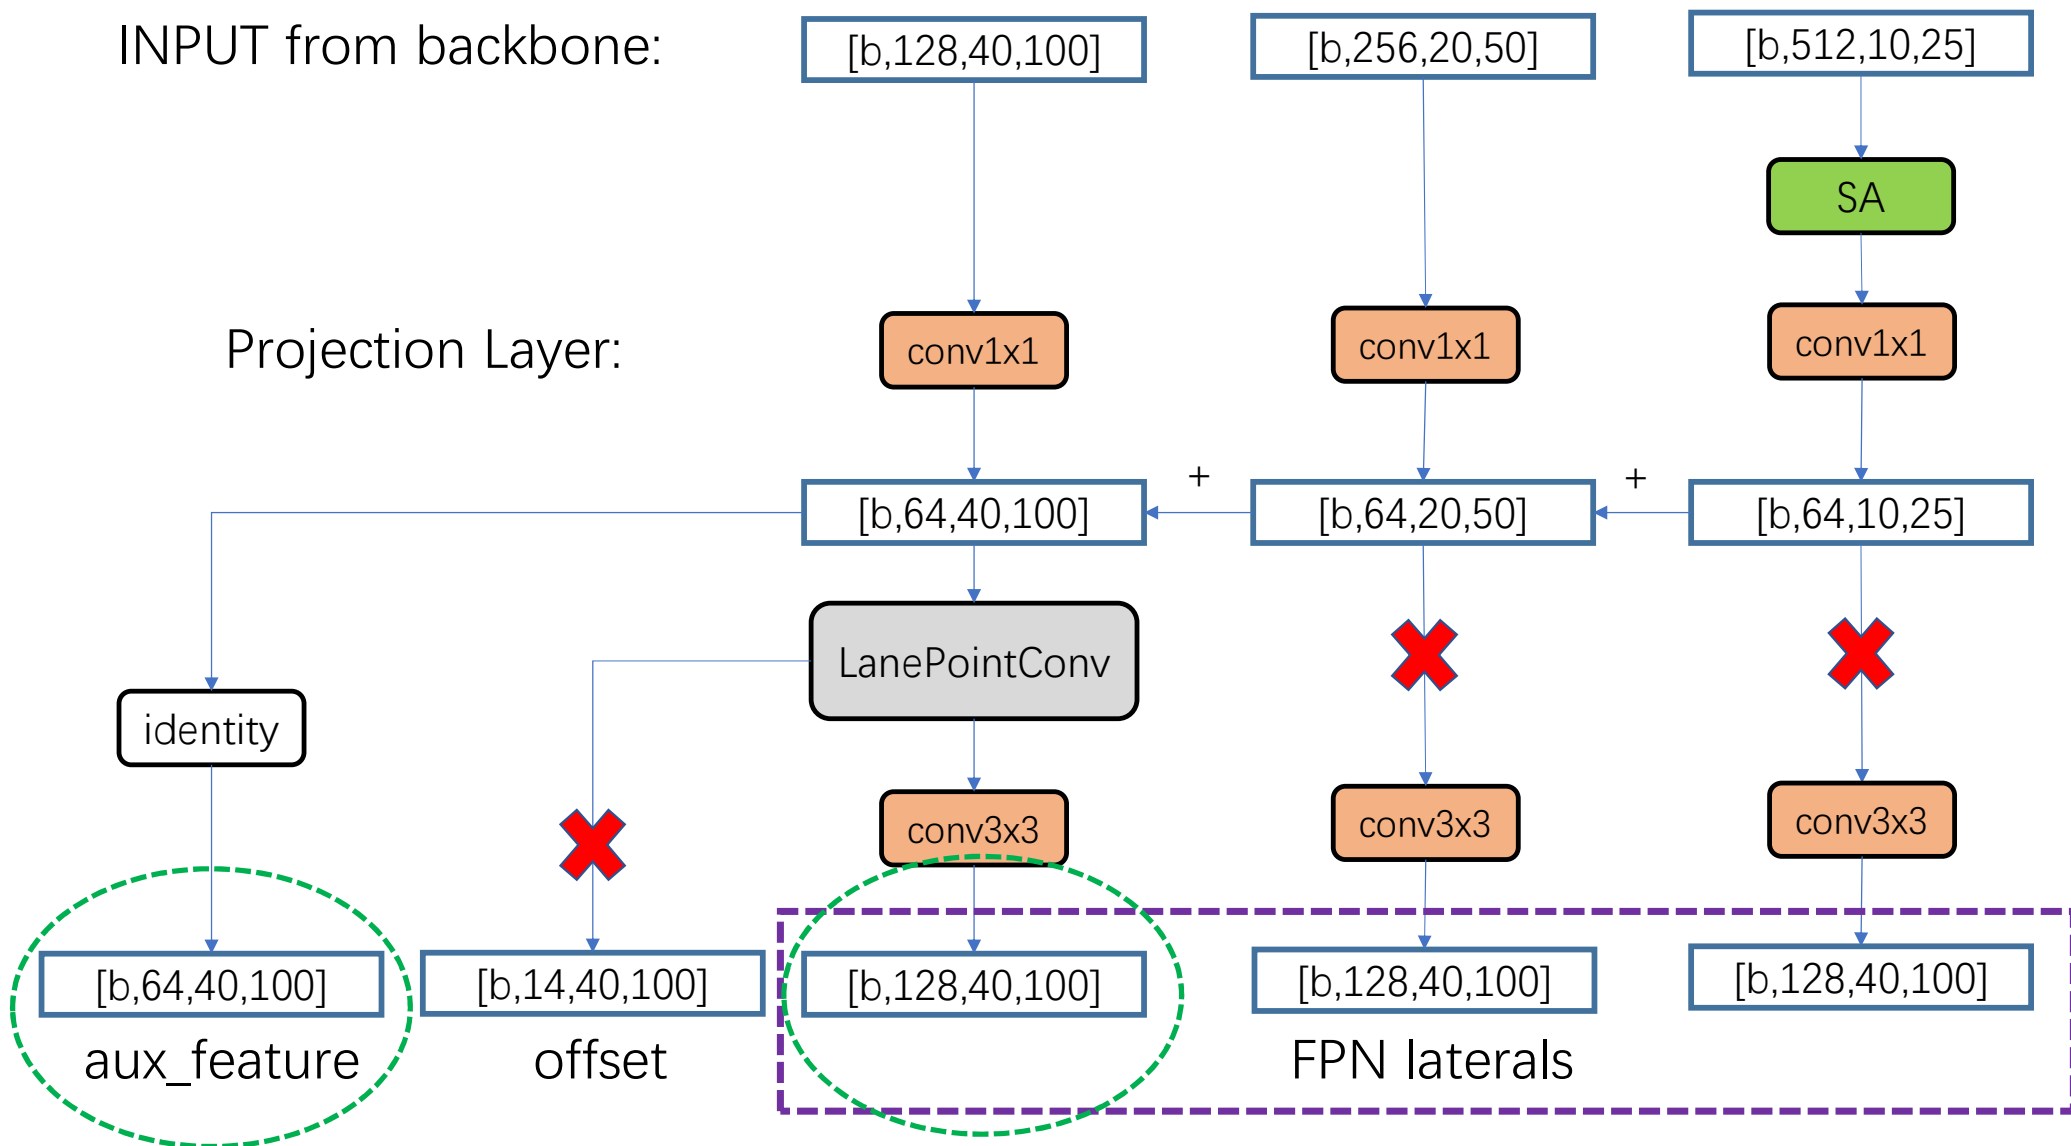 INPUT from backbone:
[b,128,40,100]
[b,256,20,50]
[b,512,10,25]
SA
Projection Layer:
conv1x1
conv1x1
conv1x1
+
+
[b,64,40,100]
[b,64,20,50]
[b,64,10,25]
LanePointConv
identity
conv3x3
conv3x3
conv3x3
[b,64,40,100]
[b,14,40,100]
[b,128,40,100]
[b,128,40,100]
[b,128,40,100]
aux_feature
offset
FPN laterals